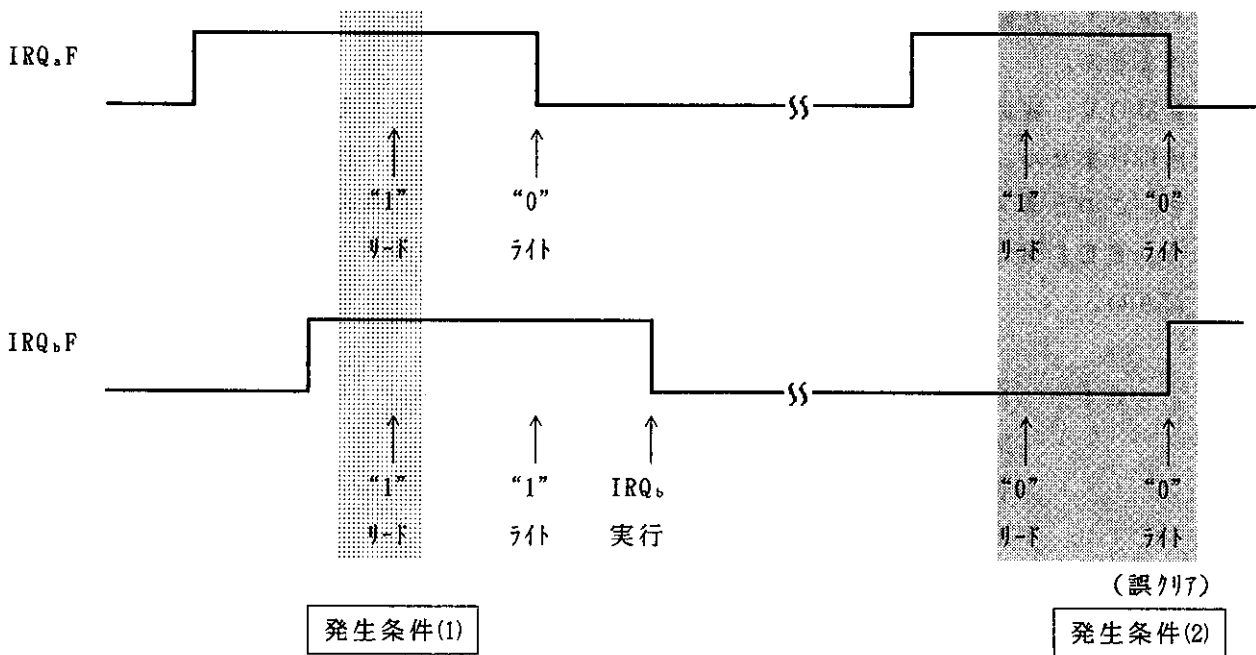 IRQaF
“1” “0” “1” “0”
リード ライト リード ライト
IRQbF
“1” “1” IRQb “0” “0”
リード ライト 実行 リード ライト
(誤クリア)
発生条件(1) 発生条件(2)